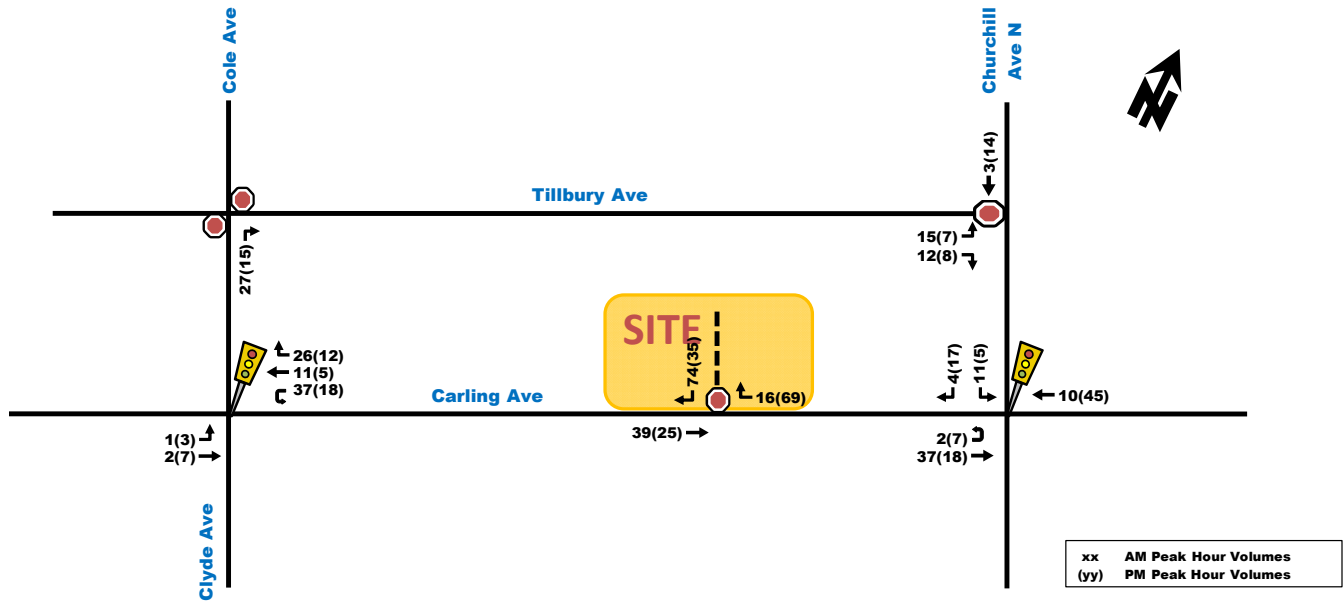 Cole Ave
Churchill
Ave N
3(14)
Tillbury Ave
15(7)
12(8)
27(15)
SITE
26(12)
11(5)
37(18)
74(35)
16(69)
4(17)
11(5)
10(45)
Carling Ave
1(3)
2(7)
39(25)
2(7)
37(18)
Clyde Ave
xx AM Peak Hour Volumes
(yy) PM Peak Hour Volumes